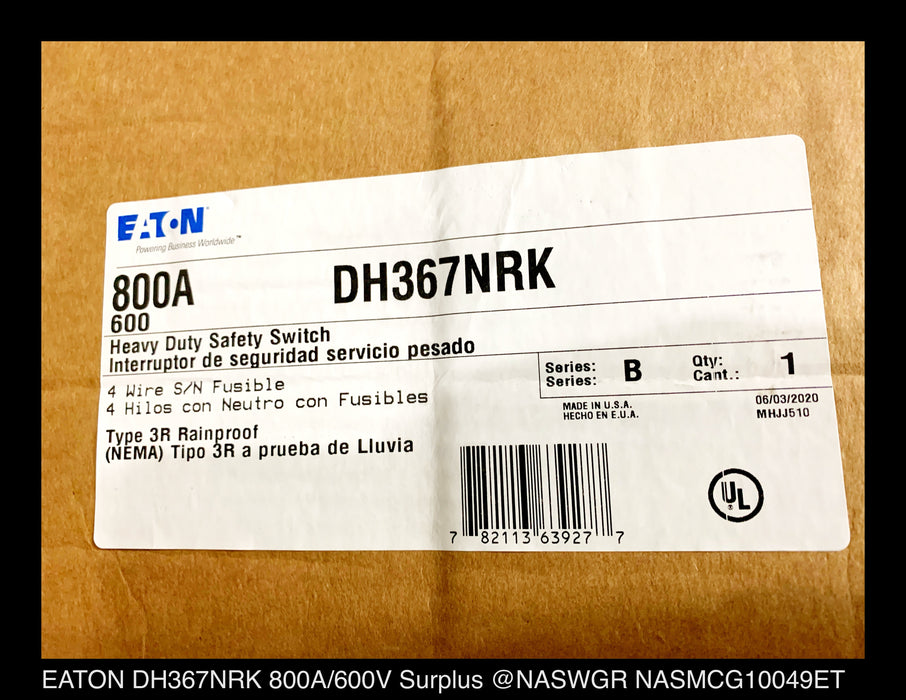 EATON
Powering Business Worldwide™
800A DH367NRK
600
Heavy Duty Safety Switch
Interruptor de seguridad servicio pesado
4 Wire S/N Fusible
4 Hilos con Neutro con Fusibles
Type 3R Rainproof
(NEMA) Tipo 3R a prueba de Lluvia
Series: B Qty: 1
Series: Cant.:
MADE IN U.S.A. 06/03/2020
HECHO EN E.U.A. MHJJ510
UL ®
7 82113 63927 7
EATON DH367NRK 800A/600V Surplus @NASWGR NASMCG10049ET